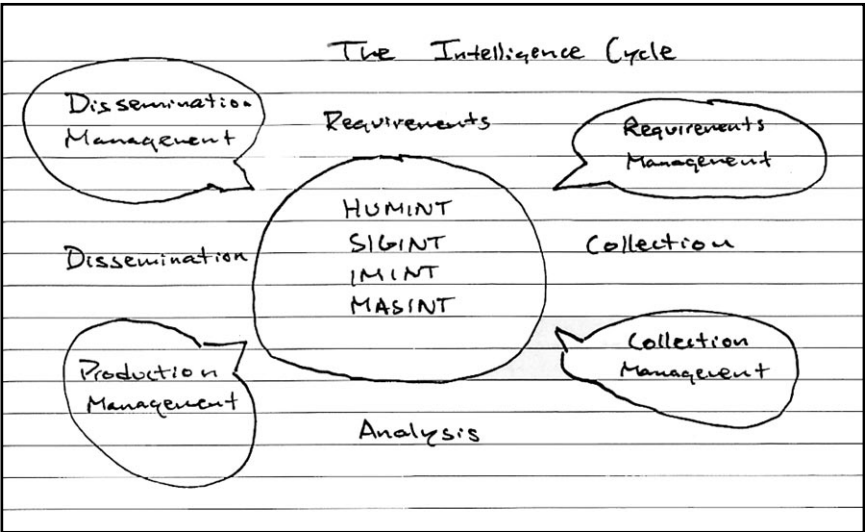 The Intelligence Cycle
Dissemination
Management
Requirements
Requirements
Management
HUMINT
SIGINT
IMINT
MASINT
Dissemination
Collection
Production
Management
Collection
Management
Analysis